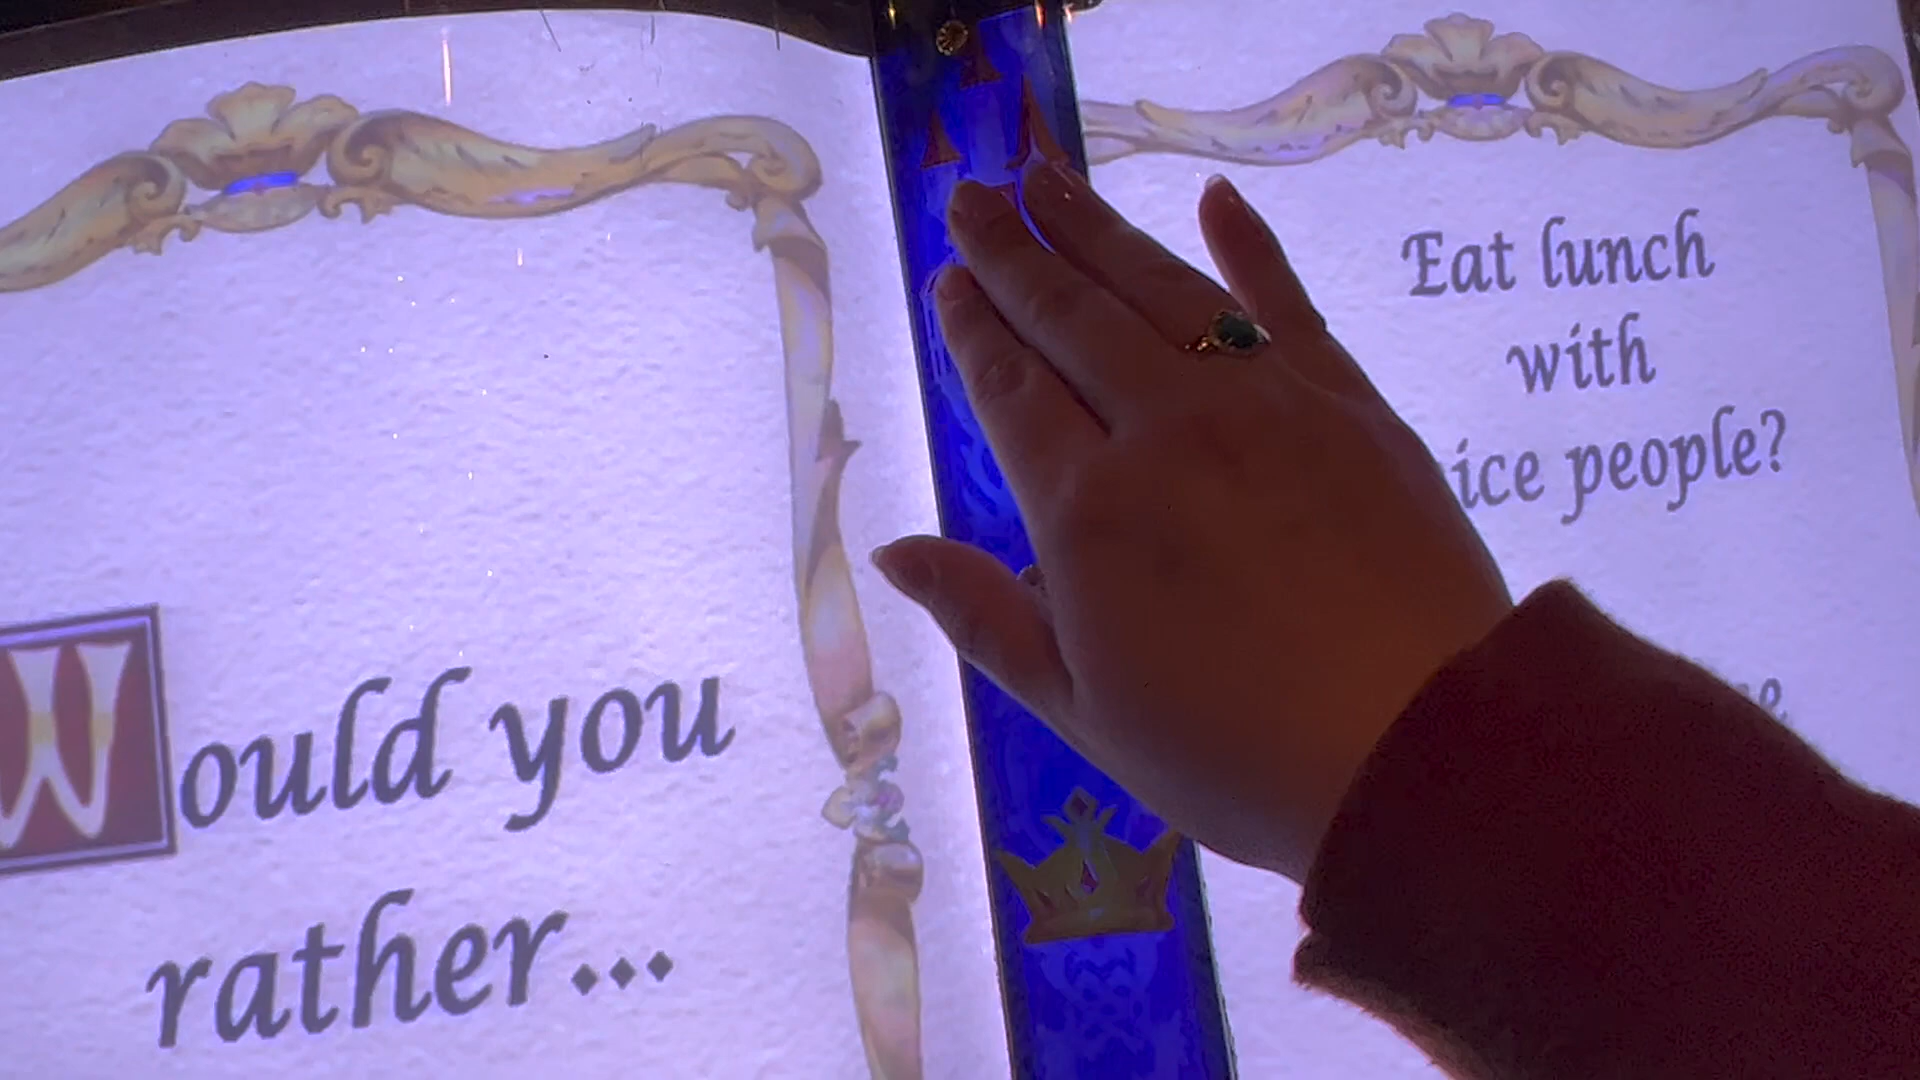 Would you
rather...
Eat lunch
with
ice people?